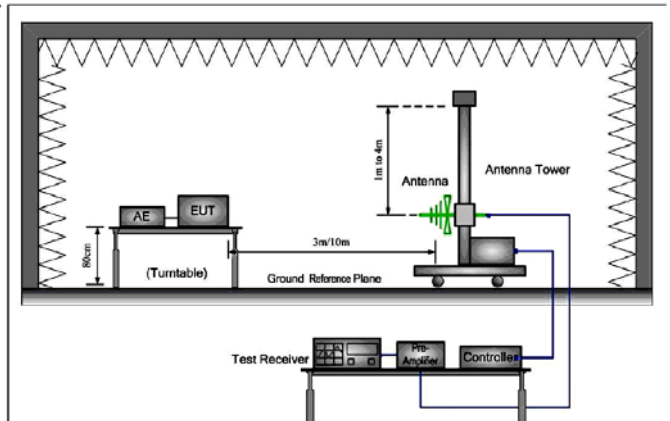 1m to 4m
Antenna
Antenna Tower
AE
EUT
80cm
3m/10m
(Turntable)
Ground Reference Plane
Test Receiver
Pre-
Amplifier
Controller